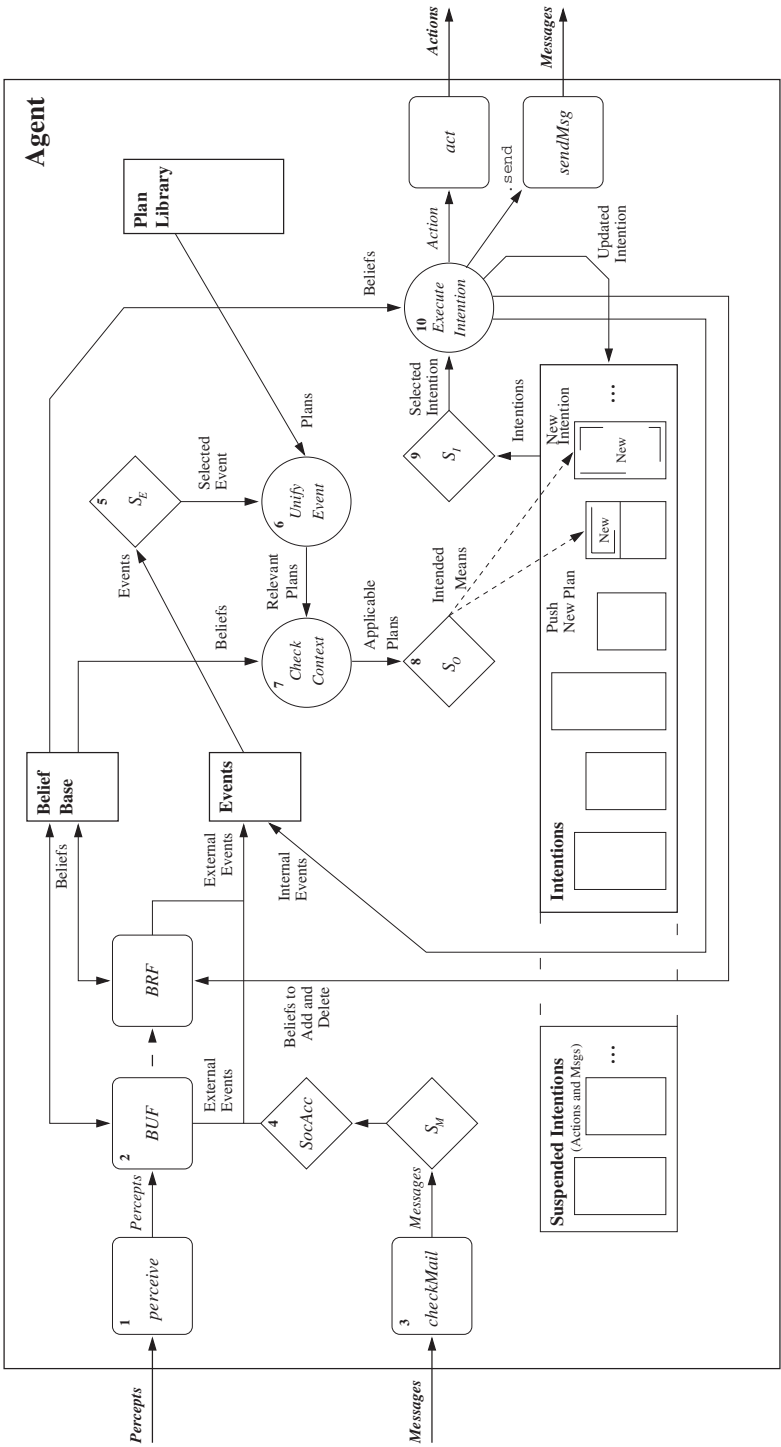 Agent
Percepts
1
perceive
Percepts
2
BUF
BRF
Beliefs
Belief
Base
Beliefs
Plan
Library
External
Events
External
Events
Internal
Events
Events
Events
5
S_E
Selected
Event
Plans
6
Unify
Event
Relevant
Plans
7
Check
Context
Beliefs
Applicable
Plans
8
S_O
Intended
Means
Messages
3
checkMail
Messages
S_M
4
SocAcc
Beliefs to
Add and
Delete
Suspended Intentions
(Actions and Msgs)
...
Intentions
Push
New Plan
New
New
Intention
New
...
Intentions
9
S_I
Selected
Intention
10
Execute
Intention
Updated
Intention
Action
act
Actions
.send
sendMsg
Messages